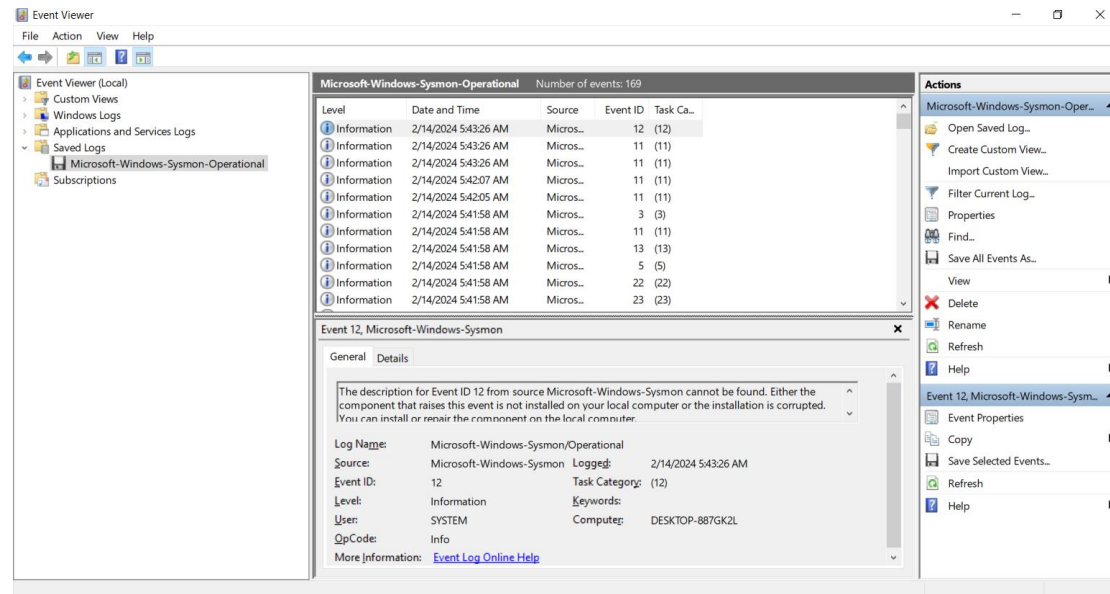 Event Viewer
File Action View Help
Event Viewer (Local)
Custom Views
Windows Logs
Applications and Services Logs
Saved Logs
Microsoft-Windows-Sysmon-Operational
Subscriptions
Microsoft-Windows-Sysmon-Operational Number of events: 169
Level Date and Time Source Event ID Task Ca...
Information 2/14/2024 5:43:26 AM Micros... 12 (12)
Information 2/14/2024 5:43:26 AM Micros... 11 (11)
Information 2/14/2024 5:43:26 AM Micros... 11 (11)
Information 2/14/2024 5:42:07 AM Micros... 11 (11)
Information 2/14/2024 5:42:05 AM Micros... 11 (11)
Information 2/14/2024 5:41:58 AM Micros... 3 (3)
Information 2/14/2024 5:41:58 AM Micros... 11 (11)
Information 2/14/2024 5:41:58 AM Micros... 13 (13)
Information 2/14/2024 5:41:58 AM Micros... 5 (5)
Information 2/14/2024 5:41:58 AM Micros... 22 (22)
Information 2/14/2024 5:41:58 AM Micros... 23 (23)
Event 12, Microsoft-Windows-Sysmon
General Details
The description for Event ID 12 from source Microsoft-Windows-Sysmon cannot be found. Either the
component that raises this event is not installed on your local computer or the installation is corrupted.
You can install or repair the component on the local computer.
Log Name: Microsoft-Windows-Sysmon/Operational
Source: Microsoft-Windows-Sysmon Logged: 2/14/2024 5:43:26 AM
Event ID: 12 Task Category: (12)
Level: Information Keywords:
User: SYSTEM Computer: DESKTOP-887GK2L
OpCode: Info
More Information: Event Log Online Help
Actions
Microsoft-Windows-Sysmon-Oper...
Open Saved Log...
Create Custom View...
Import Custom View...
Filter Current Log...
Properties
Find...
Save All Events As...
View
Delete
Rename
Refresh
Help
Event 12, Microsoft-Windows-Sysm...
Event Properties
Copy
Save Selected Events...
Refresh
Help